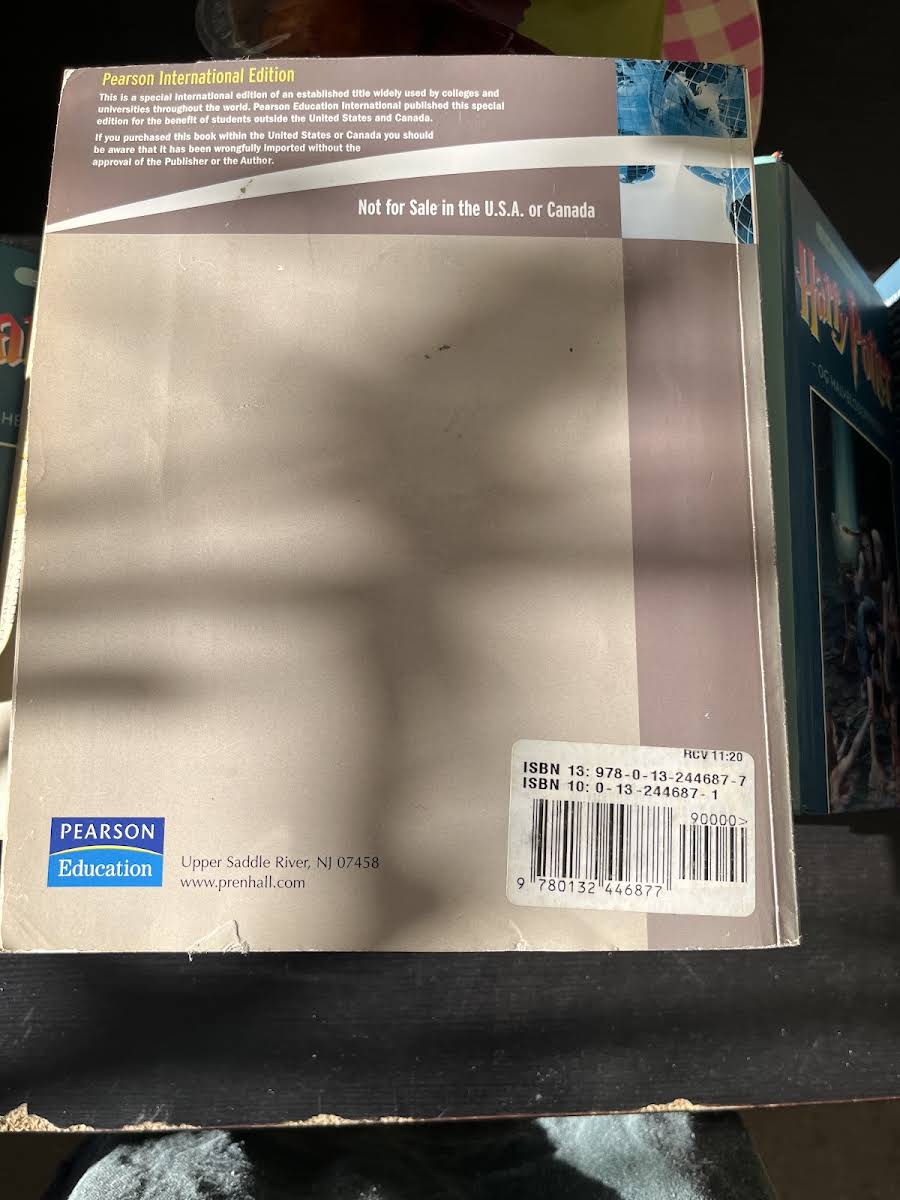 Pearson International Edition
This is a special International edition of an established title widely used by colleges and
universities throughout the world. Pearson Education International published this special
edition for the benefit of students outside the United States and Canada.
If you purchased this book within the United States or Canada you should
be aware that it has been wrongfully imported without the
approval of the Publisher or the Author.
Not for Sale in the U.S.A. or Canada
Harry Potter
RCV 11:20
ISBN 13: 978-0-13-244687-7
ISBN 10: 0-13-244687-1
90000>
9 780132 446877
PEARSON
Education
Upper Saddle River, NJ 07458
www.prenhall.com